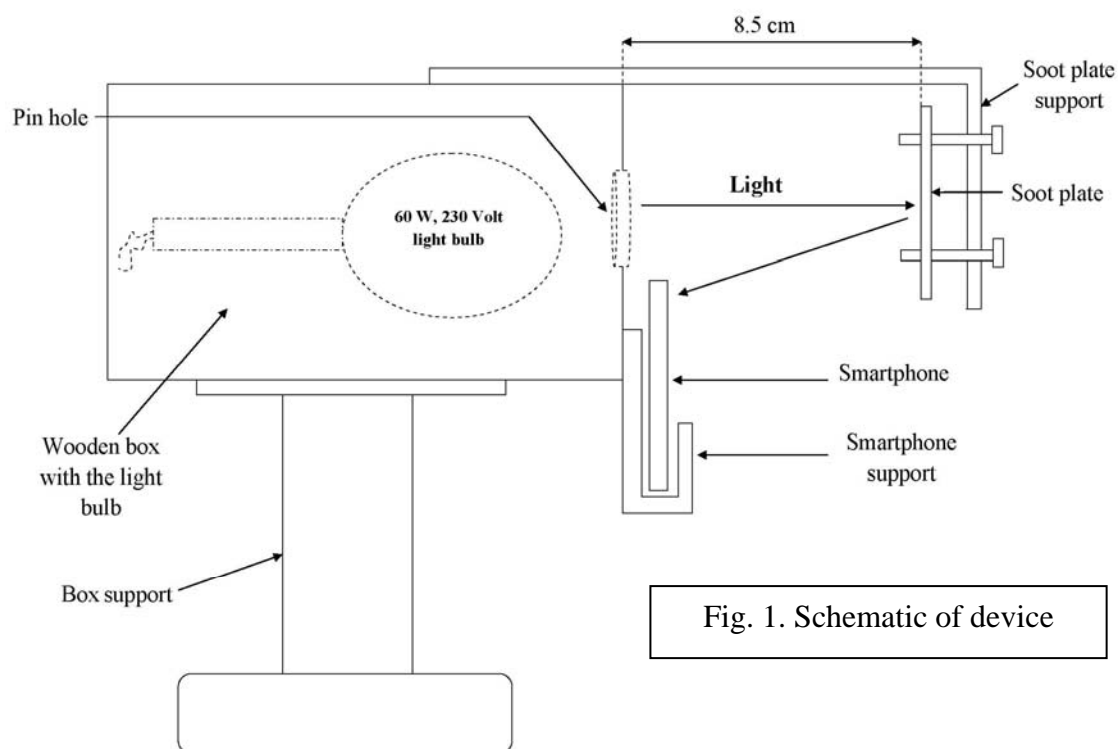 8.5 cm
Soot plate
support
Pin hole
Light
Soot plate
60 W, 230 Volt
light bulb
Smartphone
Wooden box
with the light
bulb
Smartphone
support
Box support
Fig. 1. Schematic of device